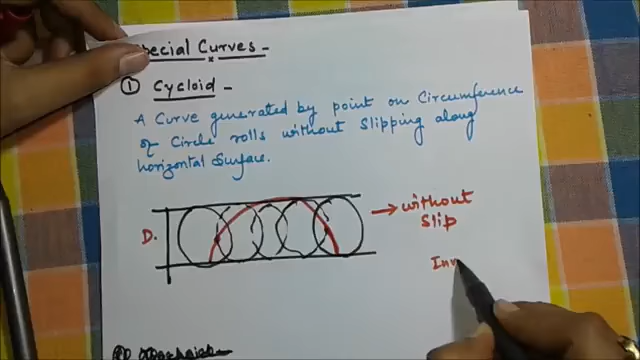 Special Curves -
① Cycloid -
A Curve generated by point on Circumference
of Circle rolls without Slipping along
horizontal Surface.
D.
→ without
Slip
Inv